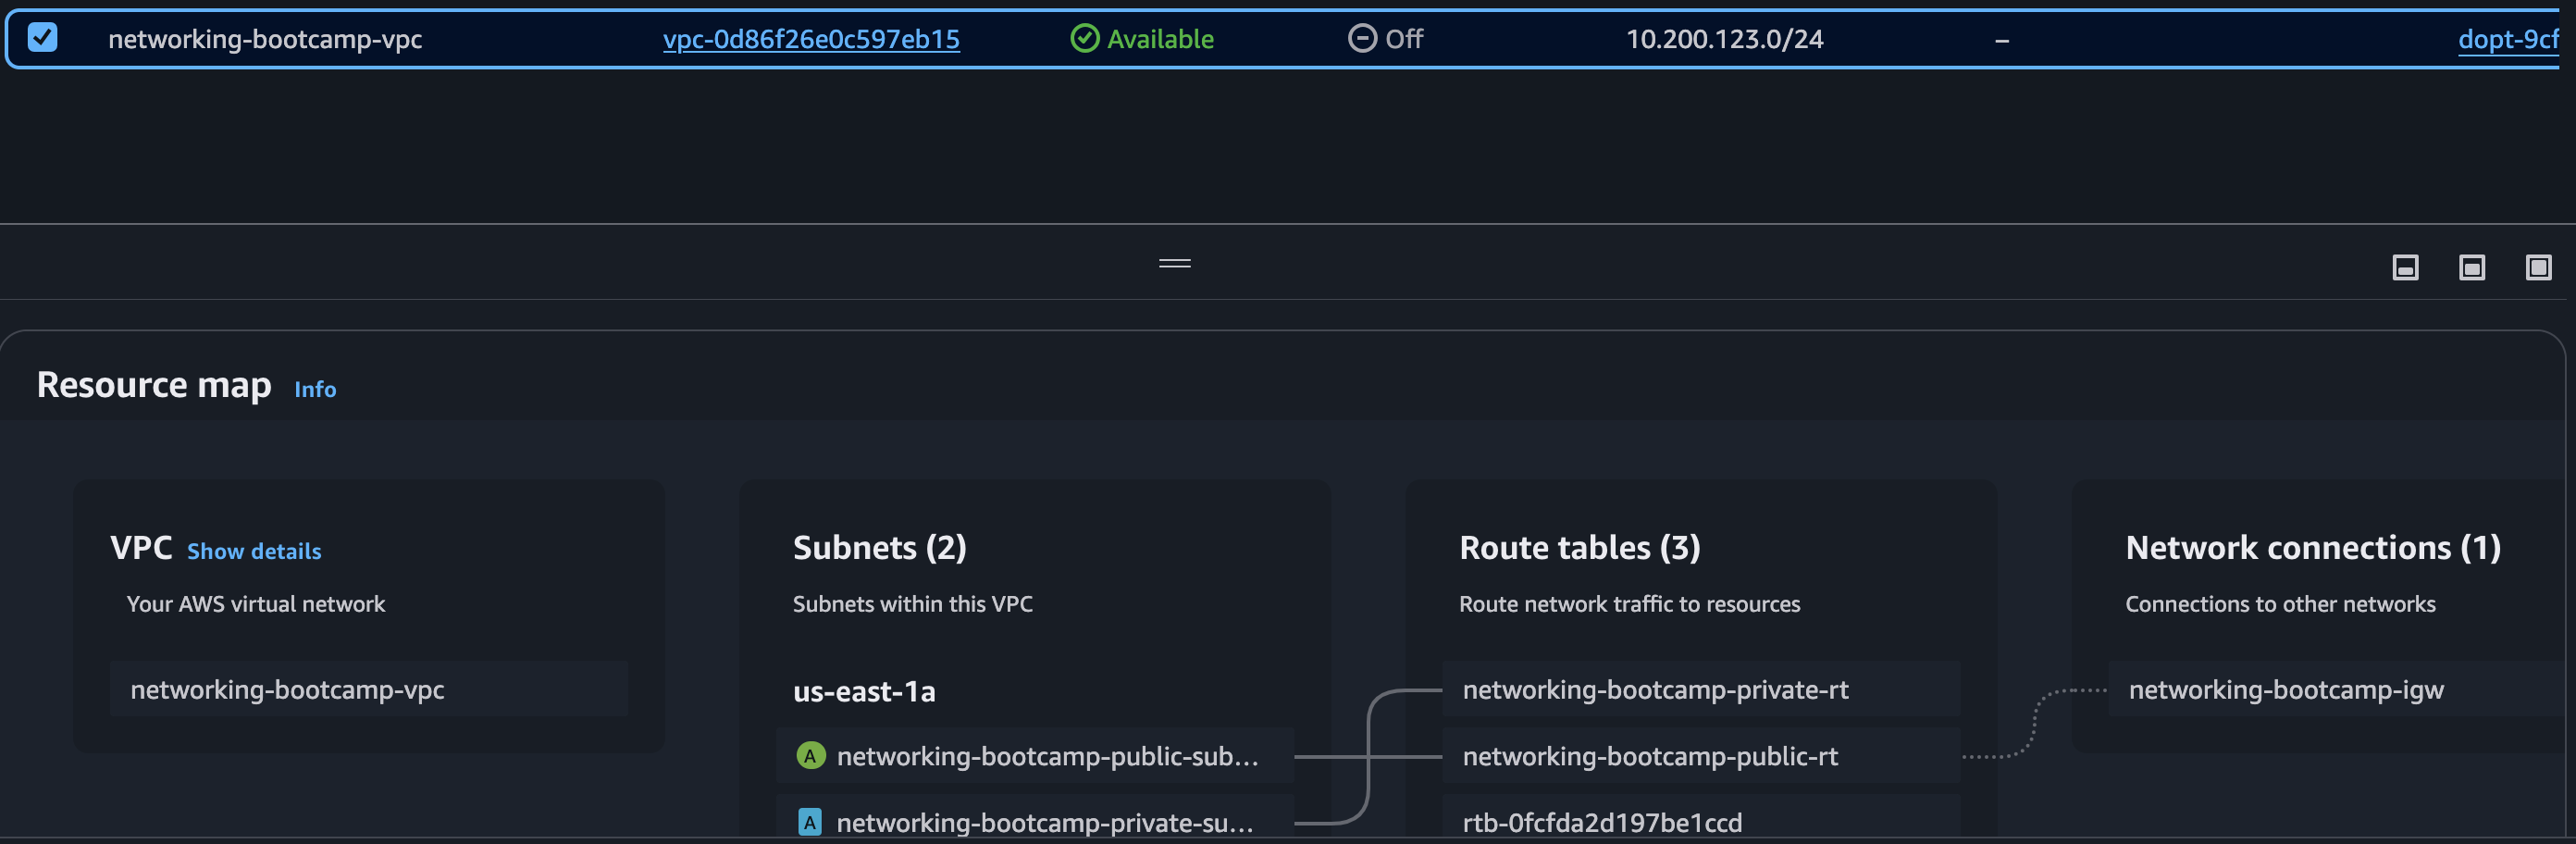 networking-bootcamp-vpc vpc-0d86f26e0c597eb15 Available Off 10.200.123.0/24 – dopt-9cf
Resource map Info
VPC Show details
Your AWS virtual network
networking-bootcamp-vpc
Subnets (2)
Subnets within this VPC
us-east-1a
A networking-bootcamp-public-sub...
A networking-bootcamp-private-su...
Route tables (3)
Route network traffic to resources
networking-bootcamp-private-rt
networking-bootcamp-public-rt
rtb-0fcfda2d197be1ccd
Network connections (1)
Connections to other networks
networking-bootcamp-igw